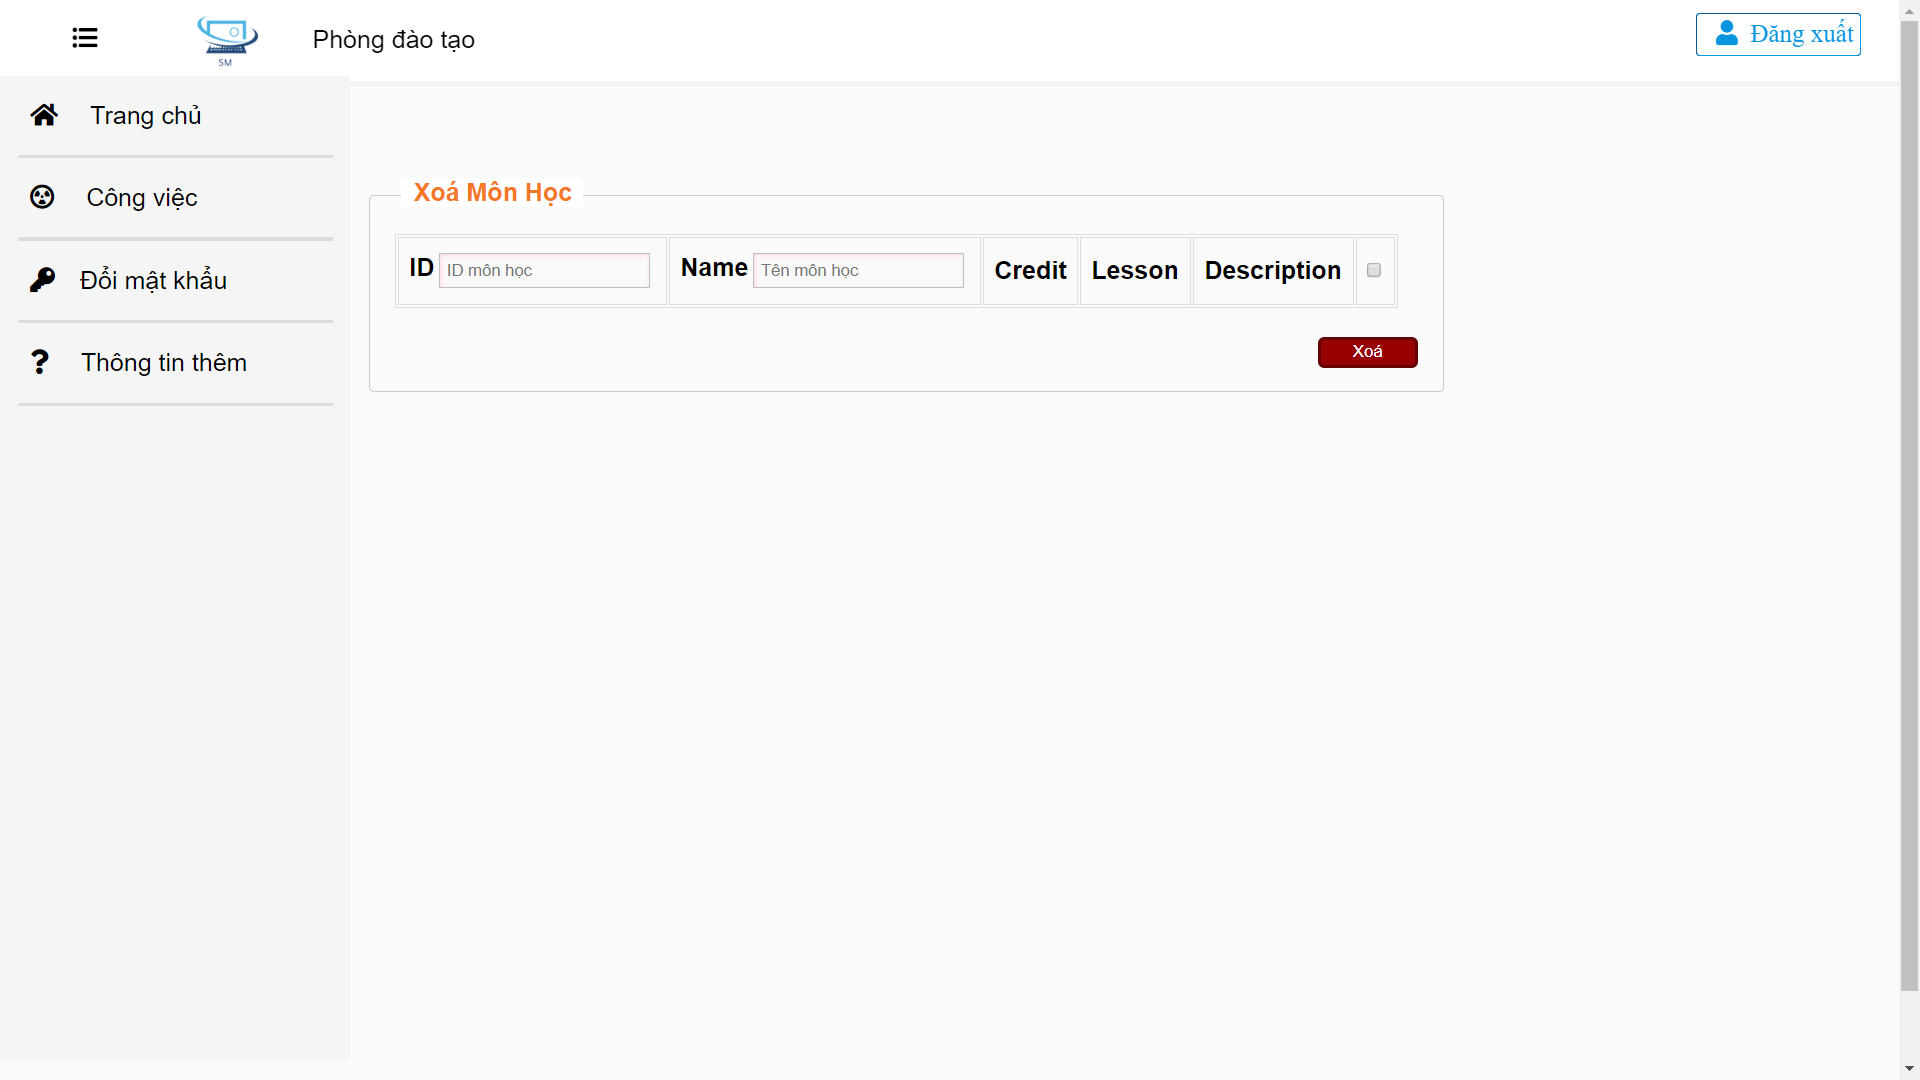 SM
Phòng đào tạo
Đăng xuất
Trang chủ
Công việc
Đổi mật khẩu
Thông tin thêm
Xoá Môn Học
ID ID môn học Name Tên môn học Credit Lesson Description
Xoá